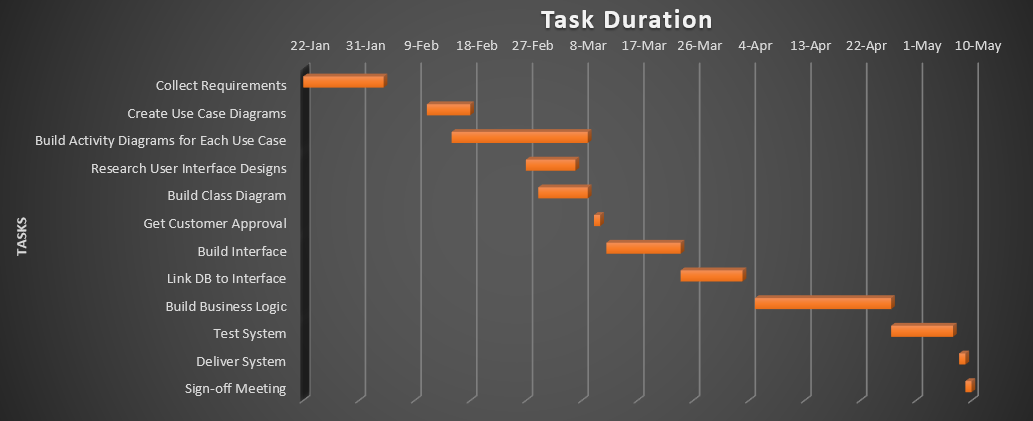 Task Duration
22-Jan 31-Jan 9-Feb 18-Feb 27-Feb 8-Mar 17-Mar 26-Mar 4-Apr 13-Apr 22-Apr 1-May 10-May
Collect Requirements
Create Use Case Diagrams
Build Activity Diagrams for Each Use Case
Research User Interface Designs
Build Class Diagram
Get Customer Approval
TASKS
Build Interface
Link DB to Interface
Build Business Logic
Test System
Deliver System
Sign-off Meeting